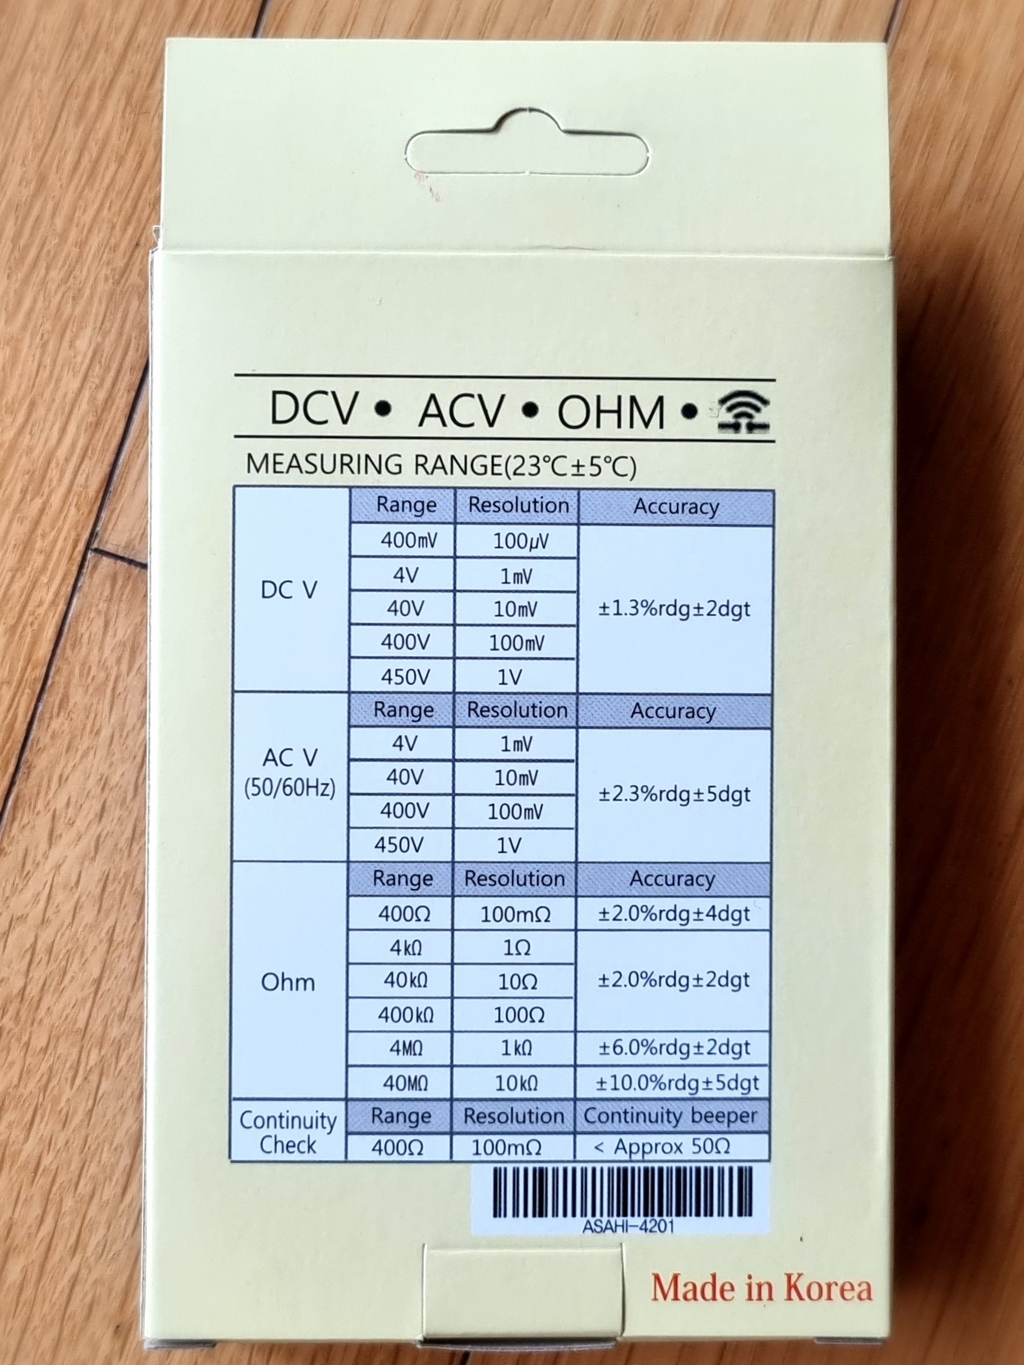 DCV • ACV • OHM •
MEASURING RANGE(23℃±5℃)
DC V
Range Resolution Accuracy
400mV 100μV ±1.3%rdg±2dgt
4V 1mV
40V 10mV
400V 100mV
450V 1V
AC V
(50/60Hz)
Range Resolution Accuracy
4V 1mV ±2.3%rdg±5dgt
40V 10mV
400V 100mV
450V 1V
Ohm
Range Resolution Accuracy
400Ω 100mΩ ±2.0%rdg±4dgt
4kΩ 1Ω ±2.0%rdg±2dgt
40kΩ 10Ω
400kΩ 100Ω
4MΩ 1kΩ ±6.0%rdg±2dgt
40MΩ 10kΩ ±10.0%rdg±5dgt
Continuity
Check
Range Resolution Continuity beeper
400Ω 100mΩ < Approx 50Ω
ASAHI-4201
Made in Korea